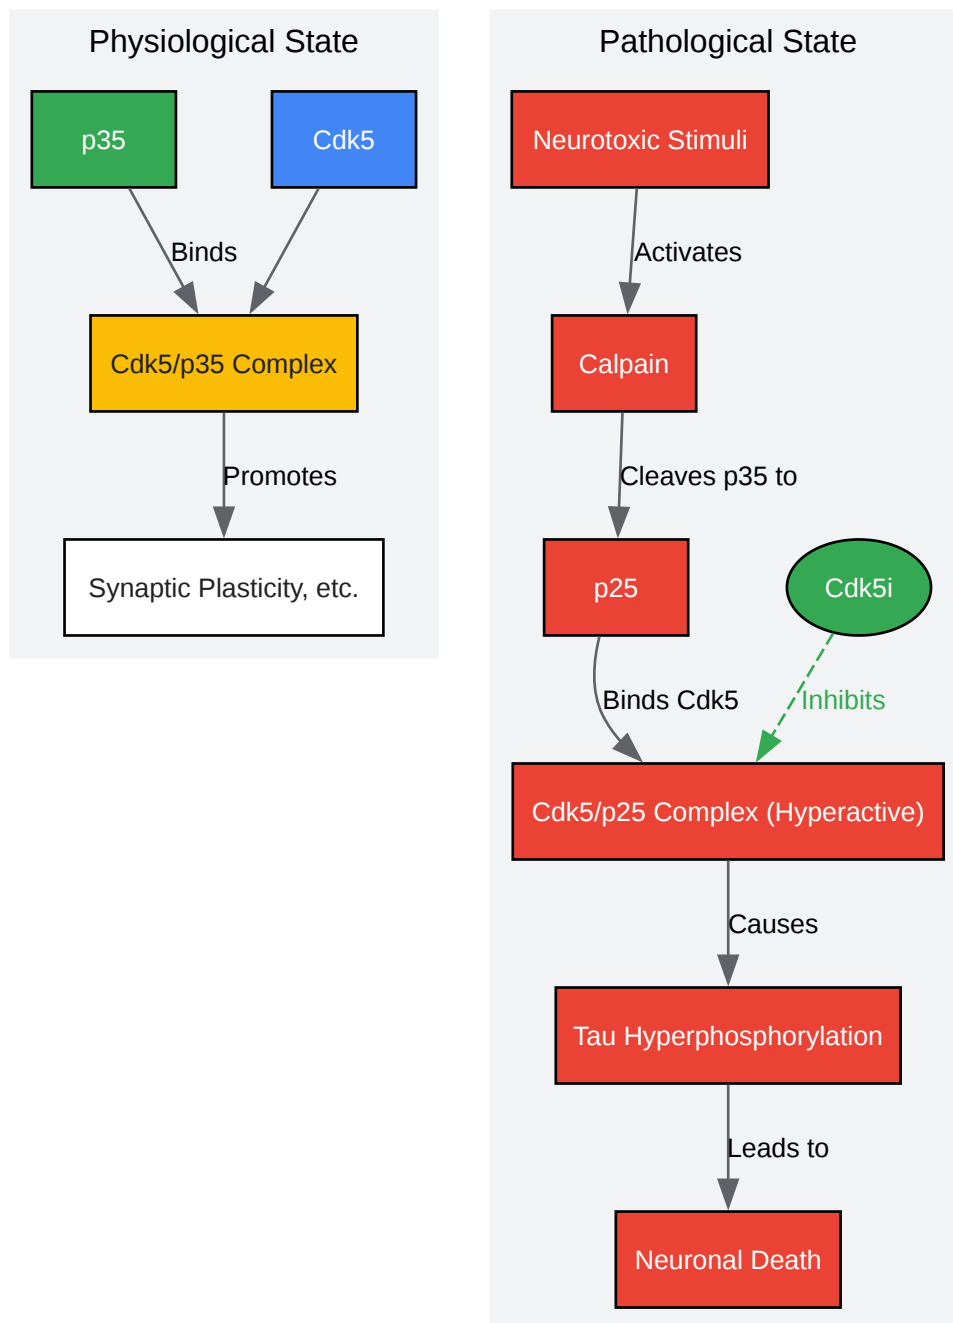 Physiological State
p35
Cdk5
Binds
Cdk5/p35 Complex
Promotes
Synaptic Plasticity, etc.
Pathological State
Neurotoxic Stimuli
Activates
Calpain
Cleaves p35 to
p25
Cdk5i
Binds Cdk5
Inhibits
Cdk5/p25 Complex (Hyperactive)
Causes
Tau Hyperphosphorylation
Leads to
Neuronal Death